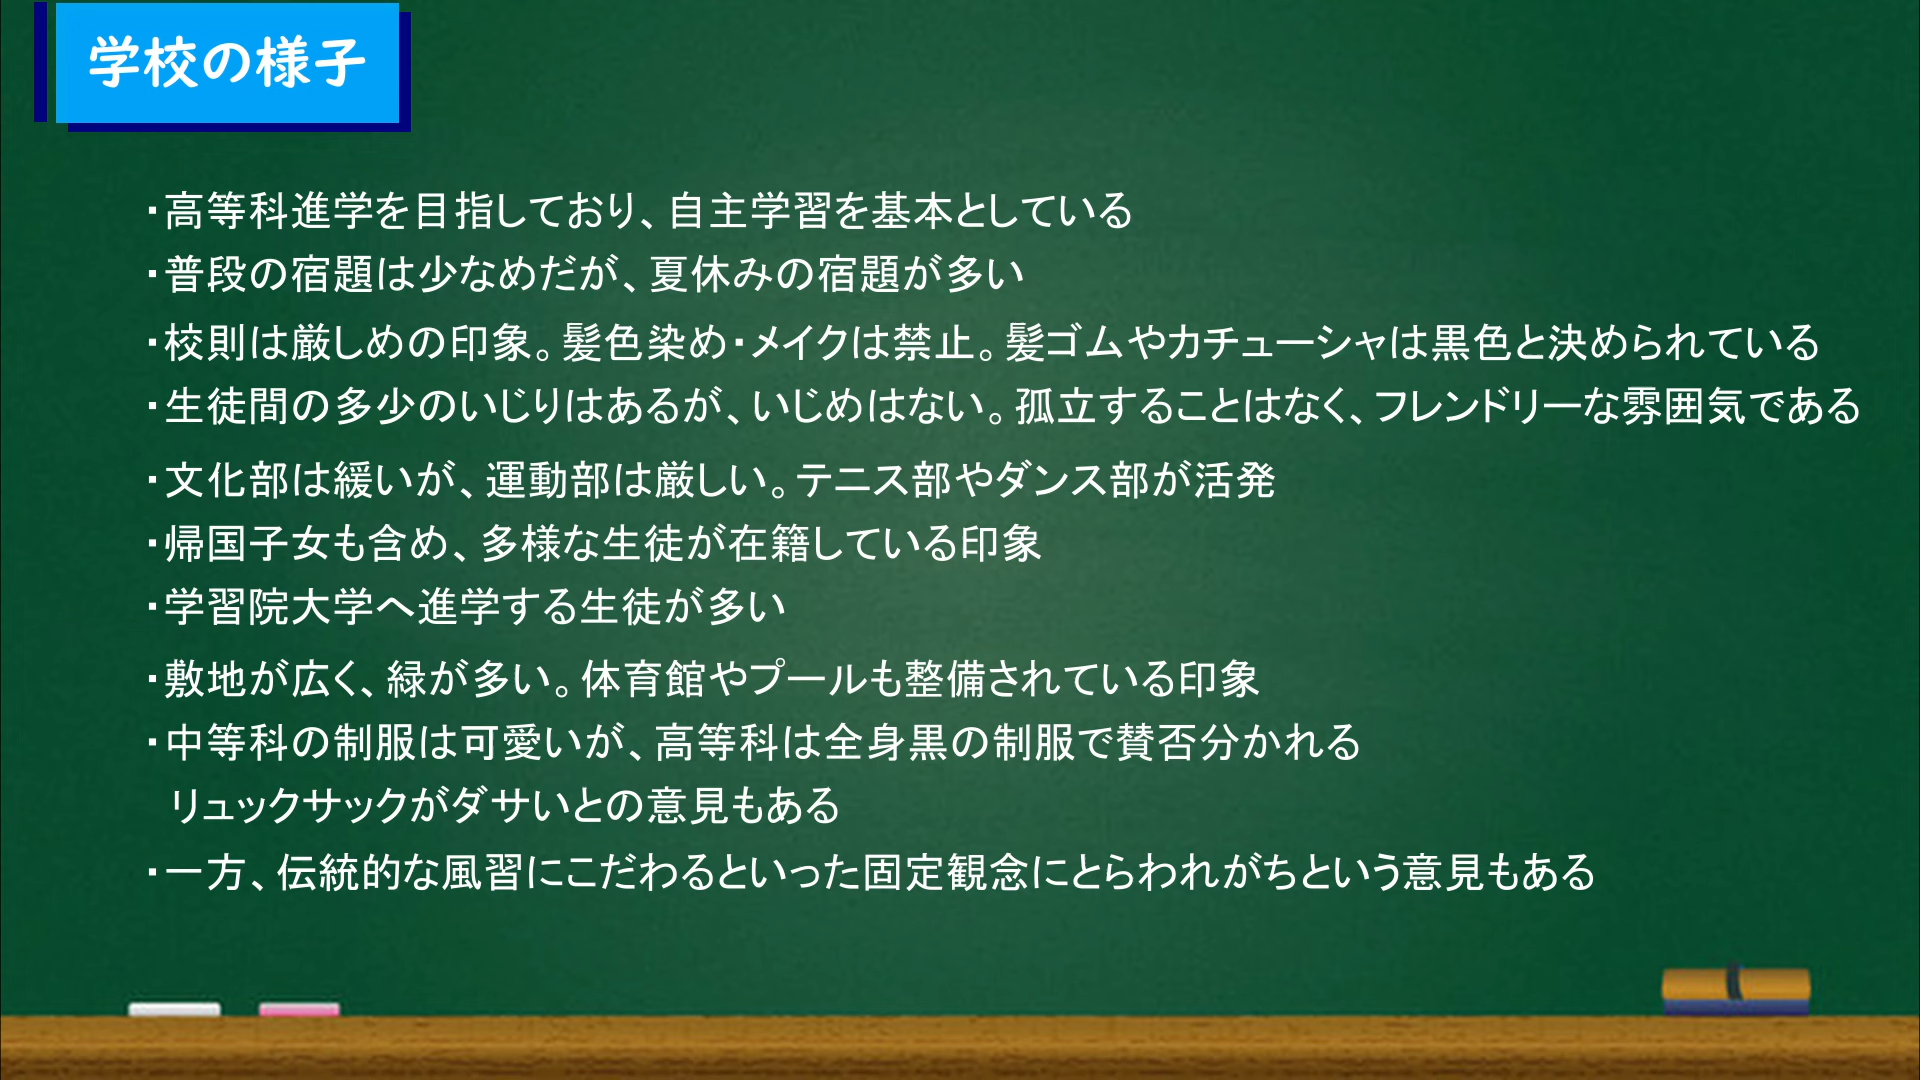 学校の様子
・高等科進学を目指しており、自主学習を基本としている
・普段の宿題は少なめだが、夏休みの宿題が多い
・校則は厳しめの印象。髪色染め・メイクは禁止。髪ゴムやカチューシャは黒色と決められている
・生徒間の多少のいじりはあるが、いじめはない。孤立することはなく、フレンドリーな雰囲気である
・文化部は緩いが、運動部は厳しい。テニス部やダンス部が活発
・帰国子女も含め、多様な生徒が在籍している印象
・学習院大学へ進学する生徒が多い
・敷地が広く、緑が多い。体育館やプールも整備されている印象
・中等科の制服は可愛いが、高等科は全身黒の制服で賛否分かれる
リュックサックがダサいとの意見もある
・一方、伝統的な風習にこだわるといった固定観念にとらわれがちという意見もある